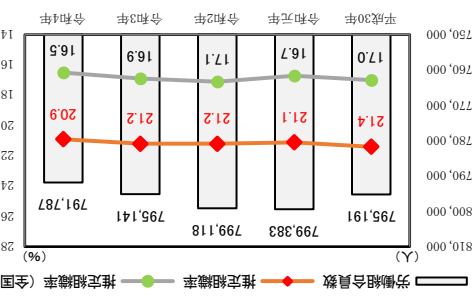 労働組合員数 推定組織率 推定組織率（全国
（人） （%）
810,000 28
800,000 26
790,000 24
780,000 22
770,000 20
760,000 18
750,000 16
14
795,191 799,383 799,118 795,141 791,787
21.4 21.1 21.2 21.2 20.9
17.0 16.7 17.1 16.9 16.5
平成30年 令和元年 令和2年 令和3年 令和4年